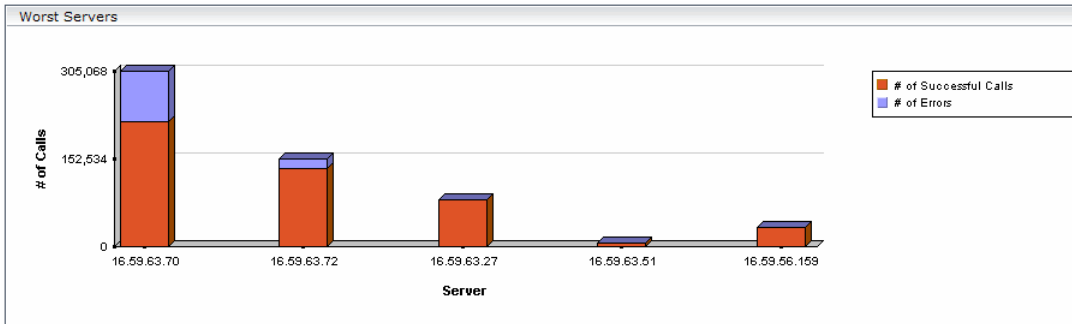 Worst Servers
305,068
152,534
0
# of Calls
16.59.63.70
16.59.63.72
16.59.63.27
16.59.63.51
16.59.56.159
Server
# of Successful Calls
# of Errors